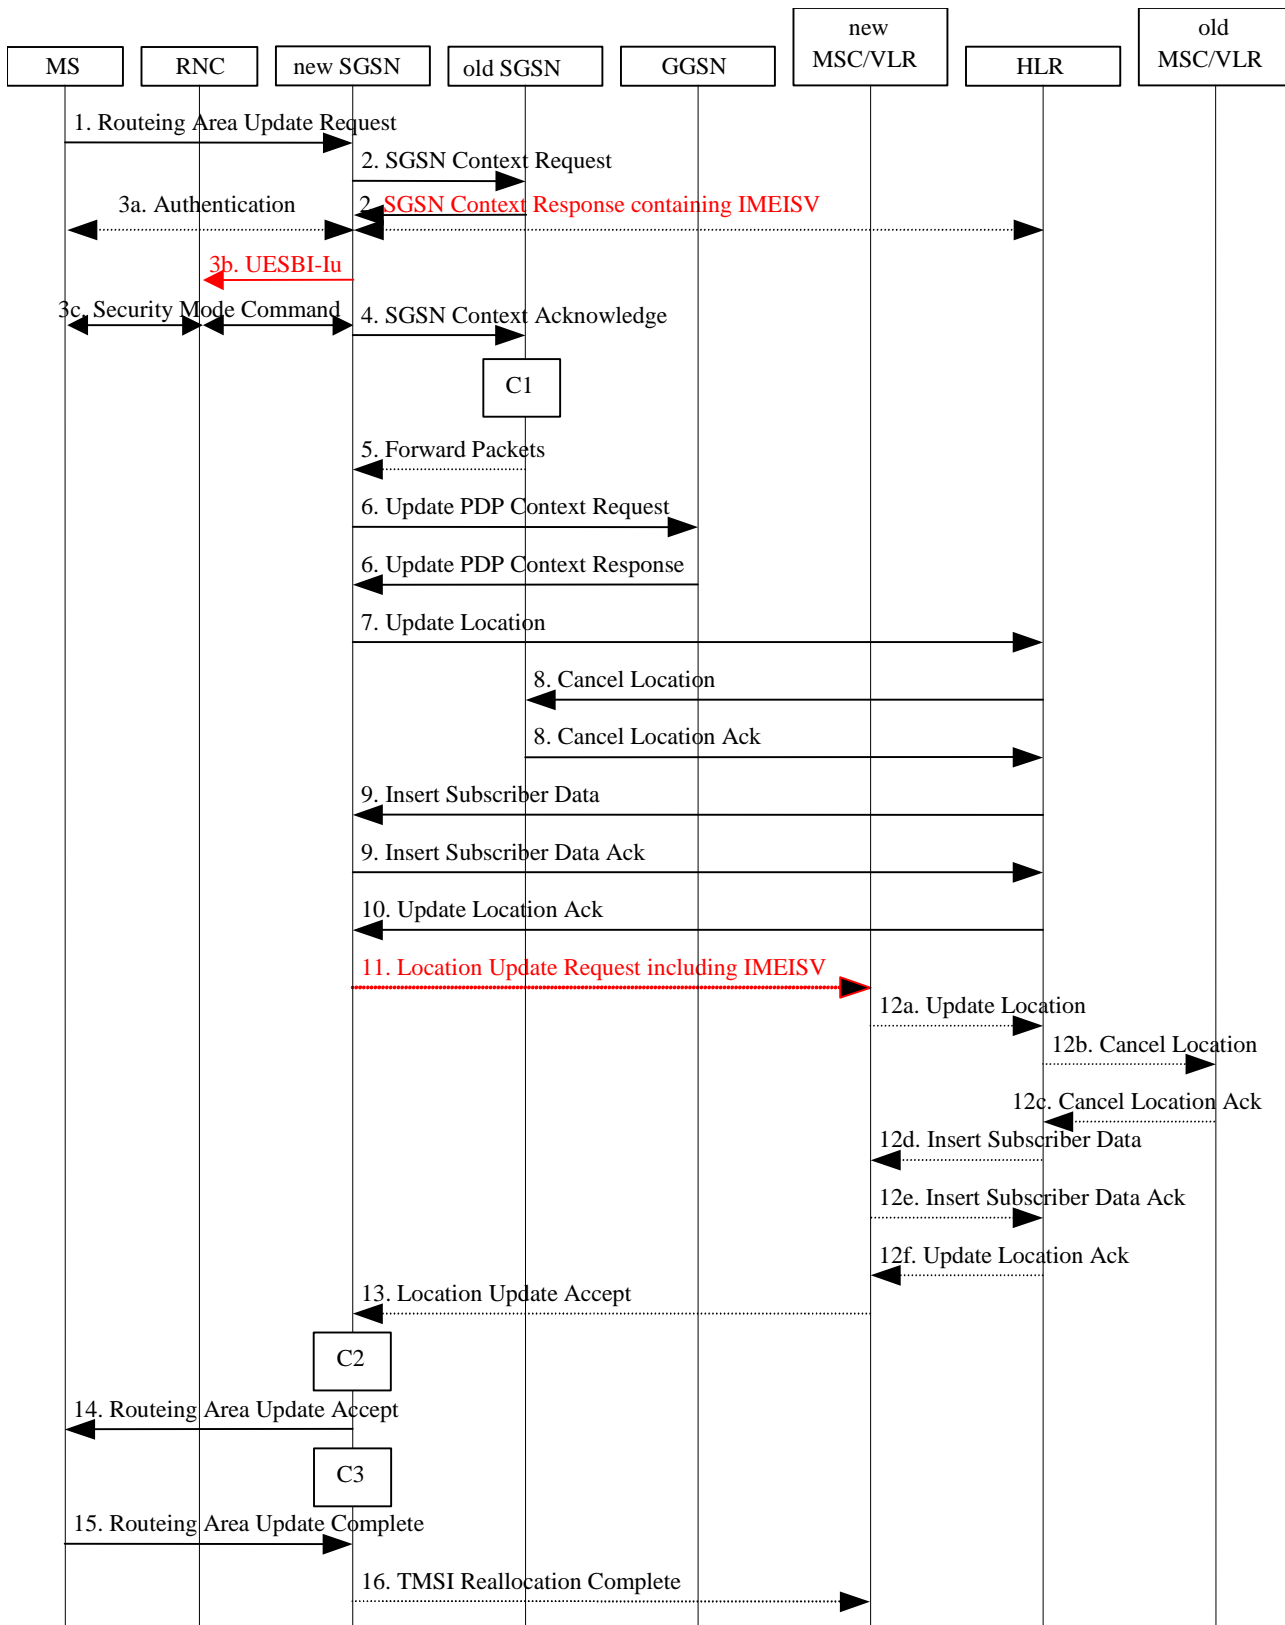 new
MSC/VLR
old
MSC/VLR
MS
RNC
new SGSN
old SGSN
GGSN
HLR
1. Routeing Area Update Request
2. SGSN Context Request
3a. Authentication
2. SGSN Context Response containing IMEISV
3b. UESBI-Iu
3c. Security Mode Command
4. SGSN Context Acknowledge
C1
5. Forward Packets
6. Update PDP Context Request
6. Update PDP Context Response
7. Update Location
8. Cancel Location
8. Cancel Location Ack
9. Insert Subscriber Data
9. Insert Subscriber Data Ack
10. Update Location Ack
11. Location Update Request including IMEISV
12a. Update Location
12b. Cancel Location
12c. Cancel Location Ack
12d. Insert Subscriber Data
12e. Insert Subscriber Data Ack
12f. Update Location Ack
13. Location Update Accept
C2
14. Routeing Area Update Accept
C3
15. Routeing Area Update Complete
16. TMSI Reallocation Complete